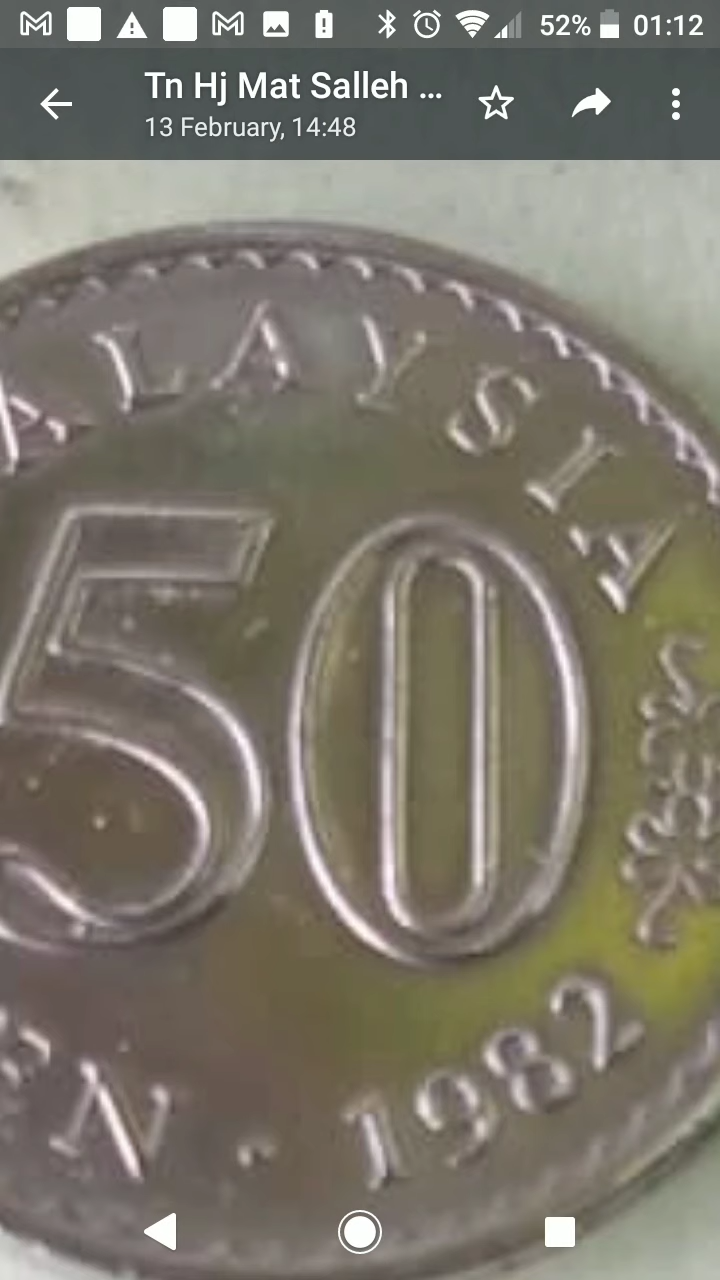 52% 01:12
Tn Hj Mat Salleh ...
13 February, 14:48
ALAYSIA
50
EN · 1982